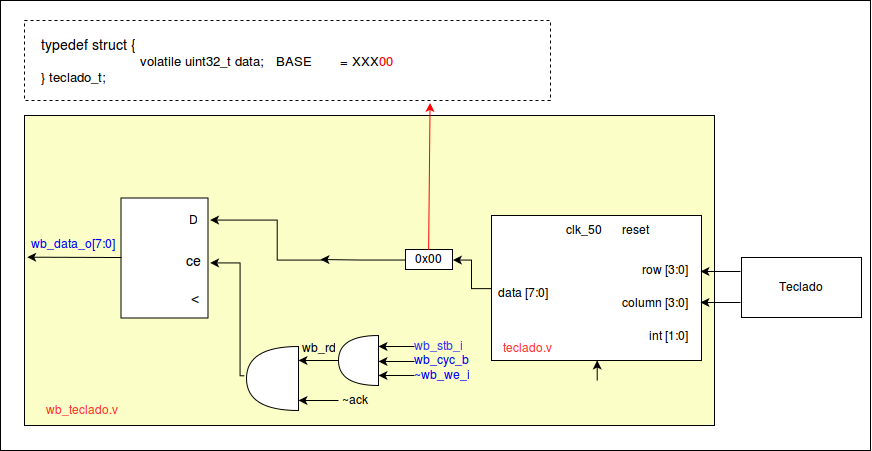 typedef struct {
volatile uint32_t data; BASE = XXX00
} teclado_t;
D
wb_data_o[7:0]
ce
<
0x00
clk_50 reset
row [3:0]
data [7:0]
column [3:0]
int [1:0]
teclado.v
Teclado
wb_rd
wb_stb_i
wb_cyc_b
~wb_we_i
~ack
wb_teclado.v